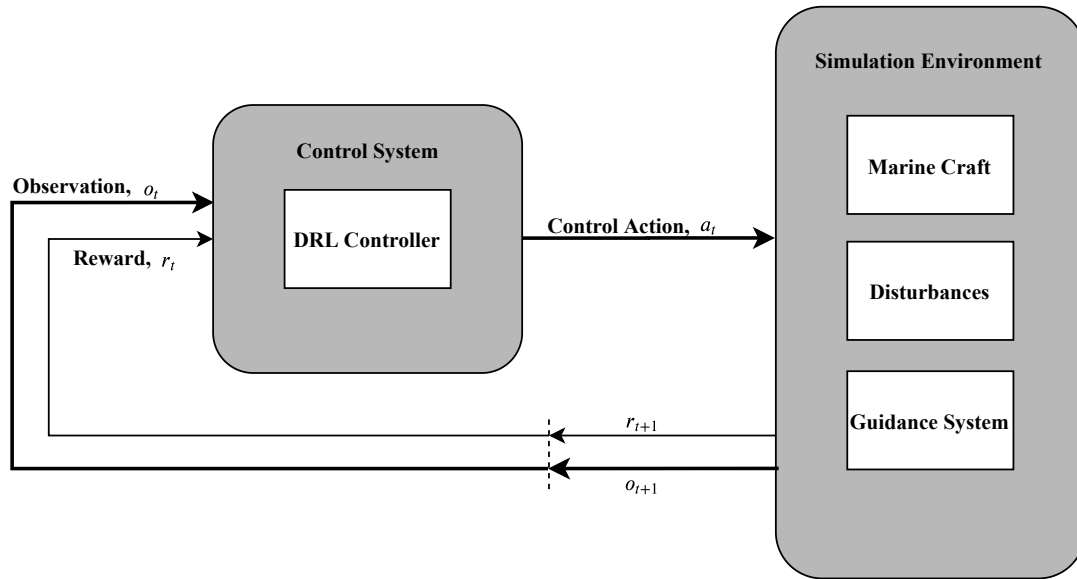 Simulation Environment
Marine Craft
Disturbances
Guidance System
Control System
DRL Controller
Observation, o_t
Reward, r_t
Control Action, a_t
r_{t+1}
o_{t+1}